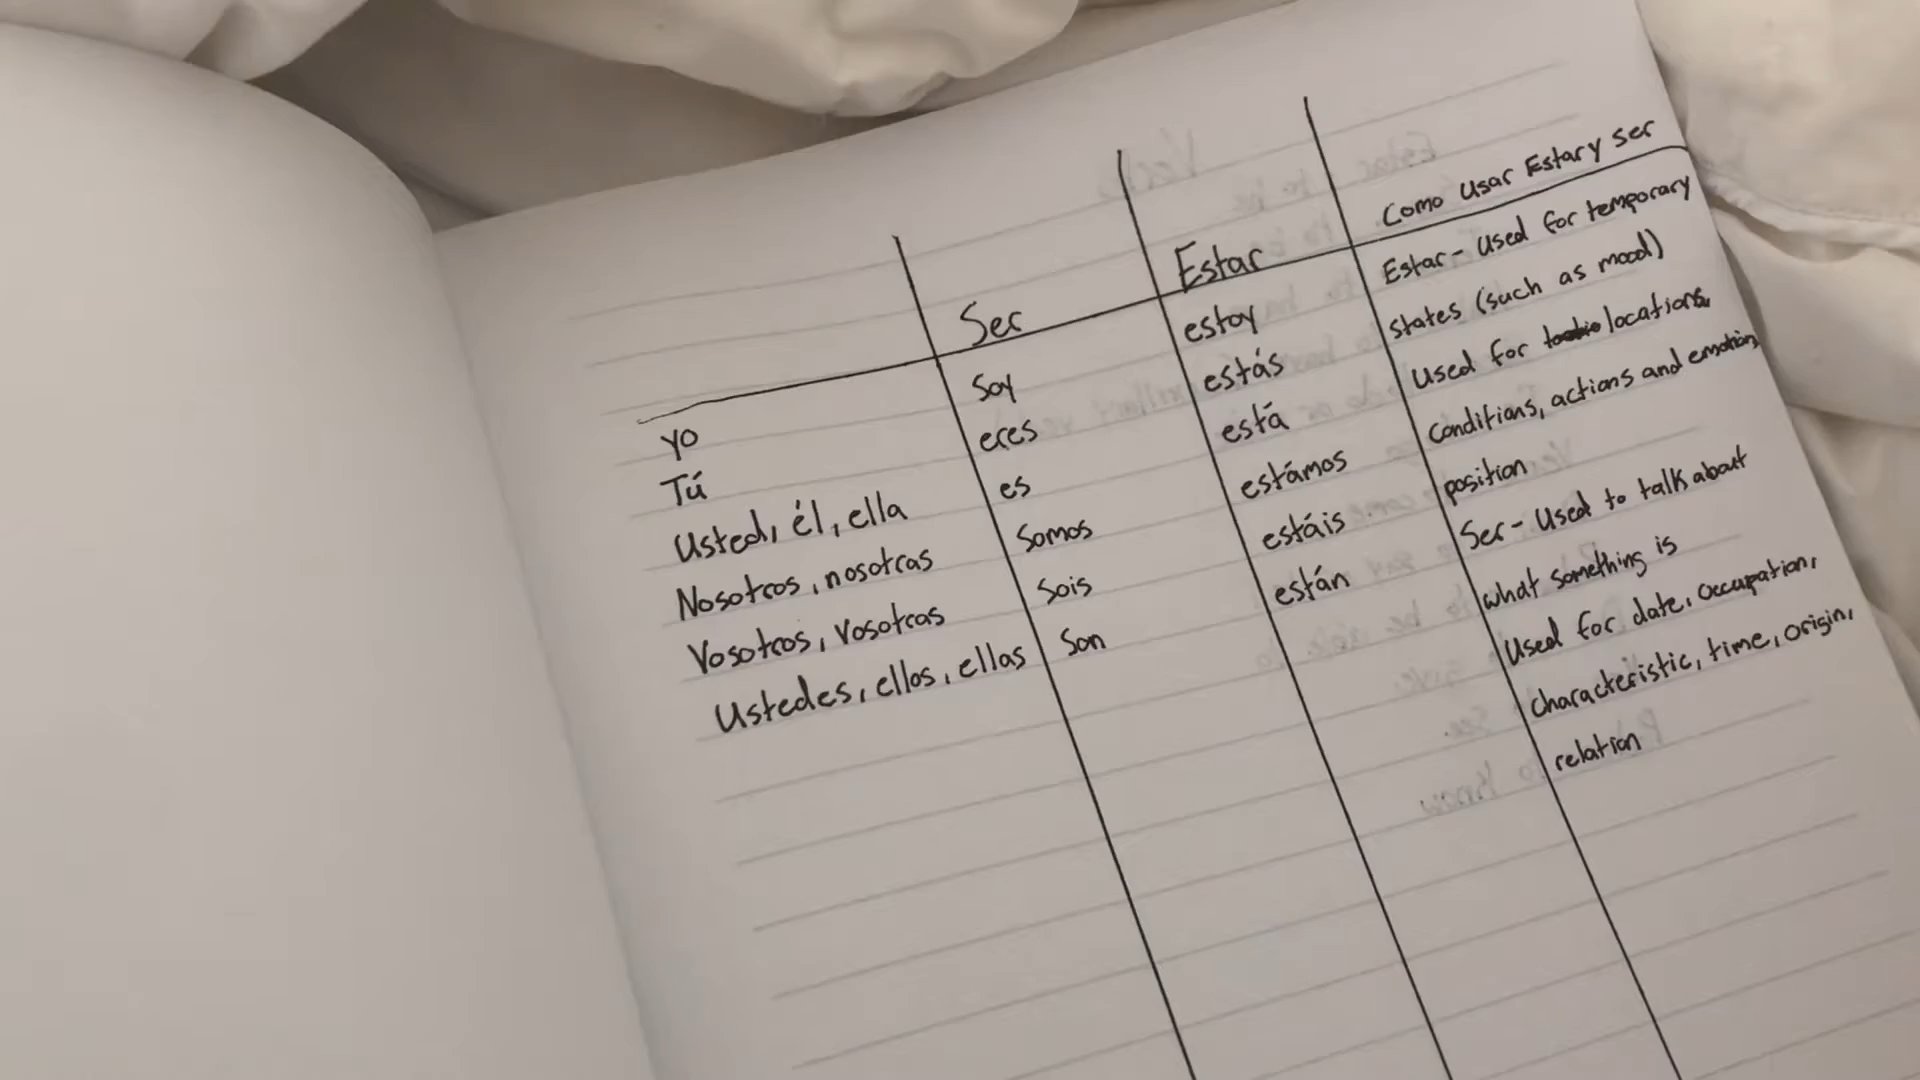 Ser Estar Como Usar Estar y Ser
yo soy estoy Estar - Used for temporary
Tú eres estás states (such as mood)
Usted, él, ella es está Used for locations,
Nosotros, nosotras Somos estámos conditions, actions and emotion,
Vosotros, vosotras Sois estáis position
Ustedes, ellos, ellas Son están Ser - Used to talk about
what something is
Used for date, occupation,
characteristic, time, origin,
relation